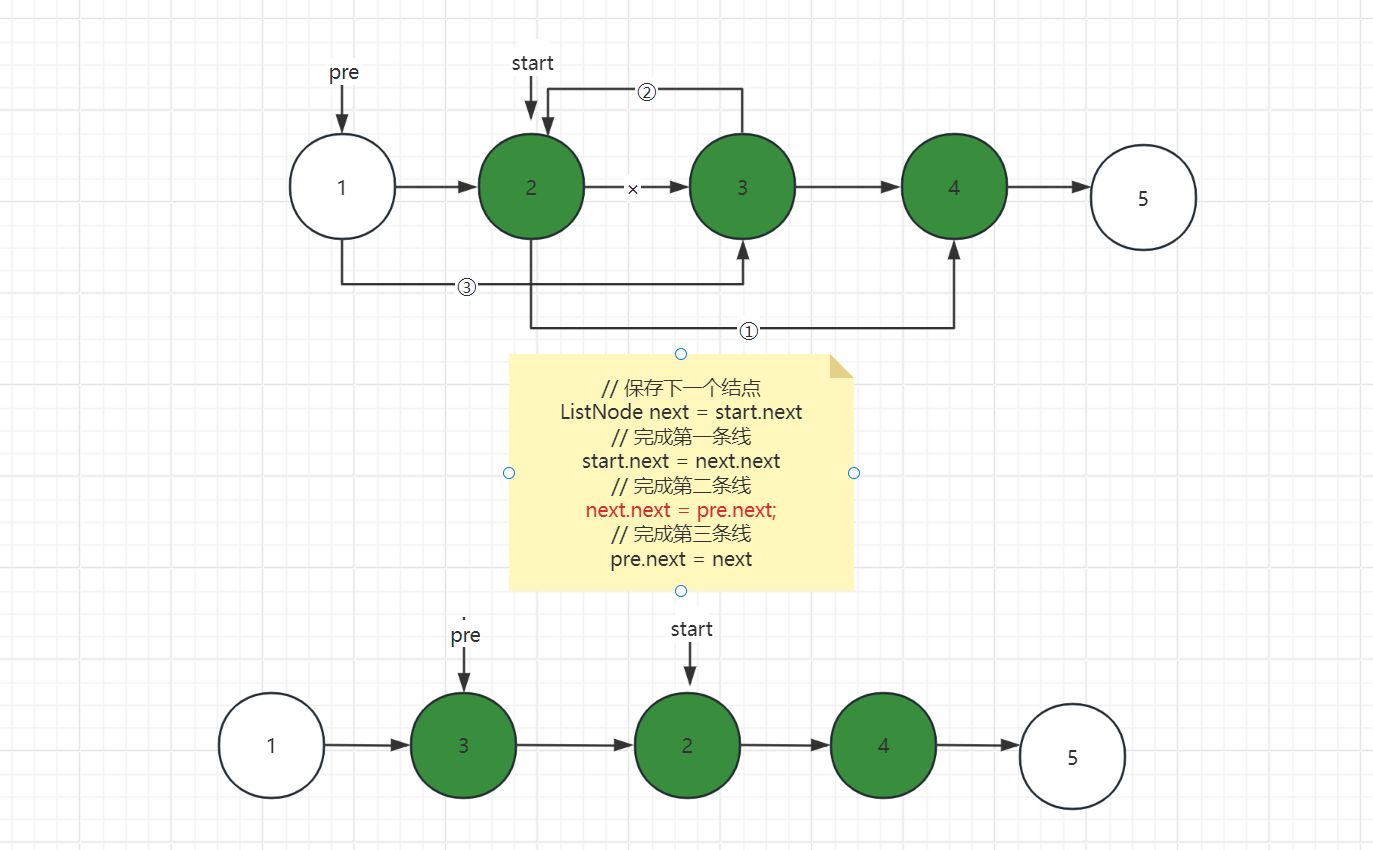 start
pre
②
1
2
×
3
4
5
③
①
// 保存下一个结点
ListNode next = start.next
// 完成第一条线
start.next = next.next
// 完成第二条线
next.next = pre.next;
// 完成第三条线
pre.next = next
.
pre
start
1
3
2
4
5